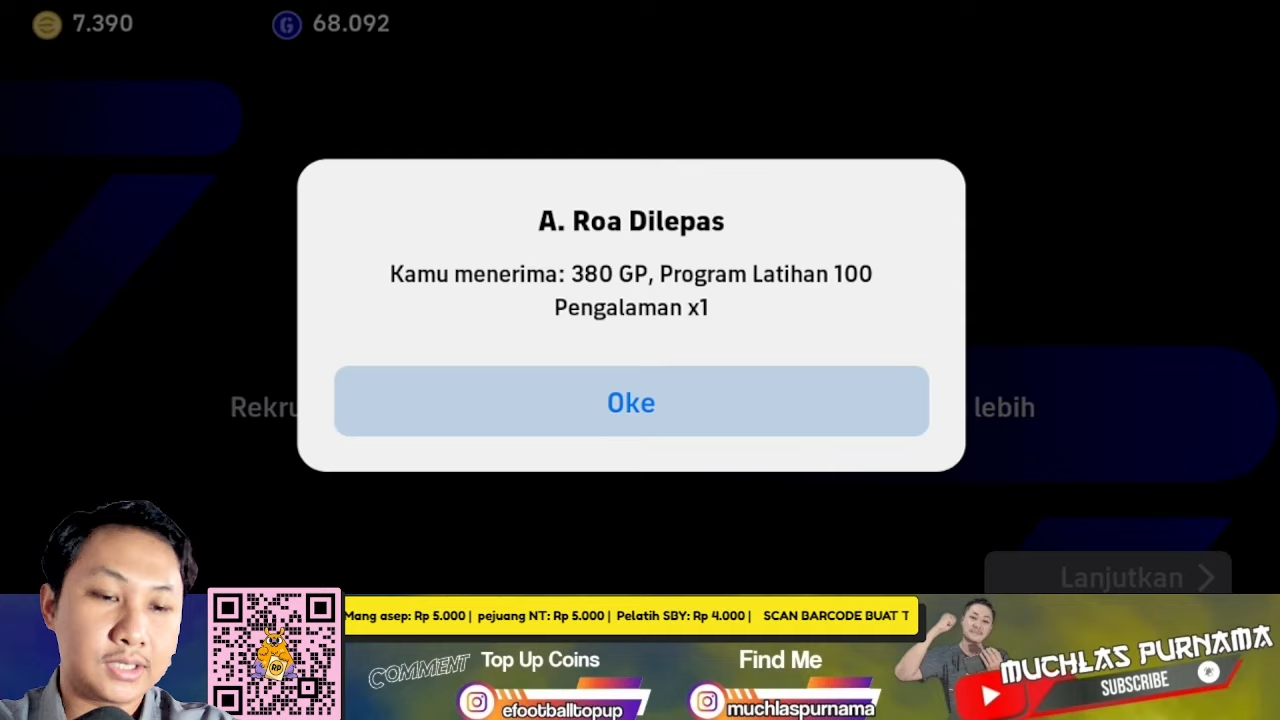 7.390
68.092
A. Roa Dilepas
Kamu menerima: 380 GP, Program Latihan 100
Pengalaman x1
Oke
Rekru
lebih
Lanjutkan
Mang asep: Rp 5.000 | pejuang NT: Rp 5.000 | Pelatih SBY: Rp 4.000 | SCAN BARCODE BUAT T
COMMENT
Top Up Coins
Find Me
efootballtopup
muchlaspurnama
MUCHLAS PURNAMA
SUBSCRIBE
RP